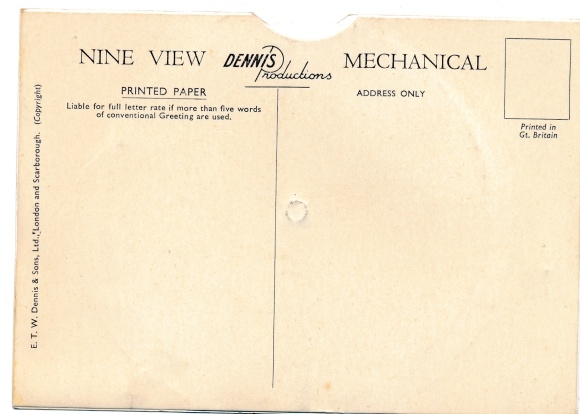 NINE VIEW DENNIS Productions MECHANICAL
PRINTED PAPER
Liable for full letter rate if more than five words
of conventional Greeting are used.
ADDRESS ONLY
Printed in
Gt. Britain
E. T. W. Dennis & Sons, Ltd., London and Scarborough. (Copyright)